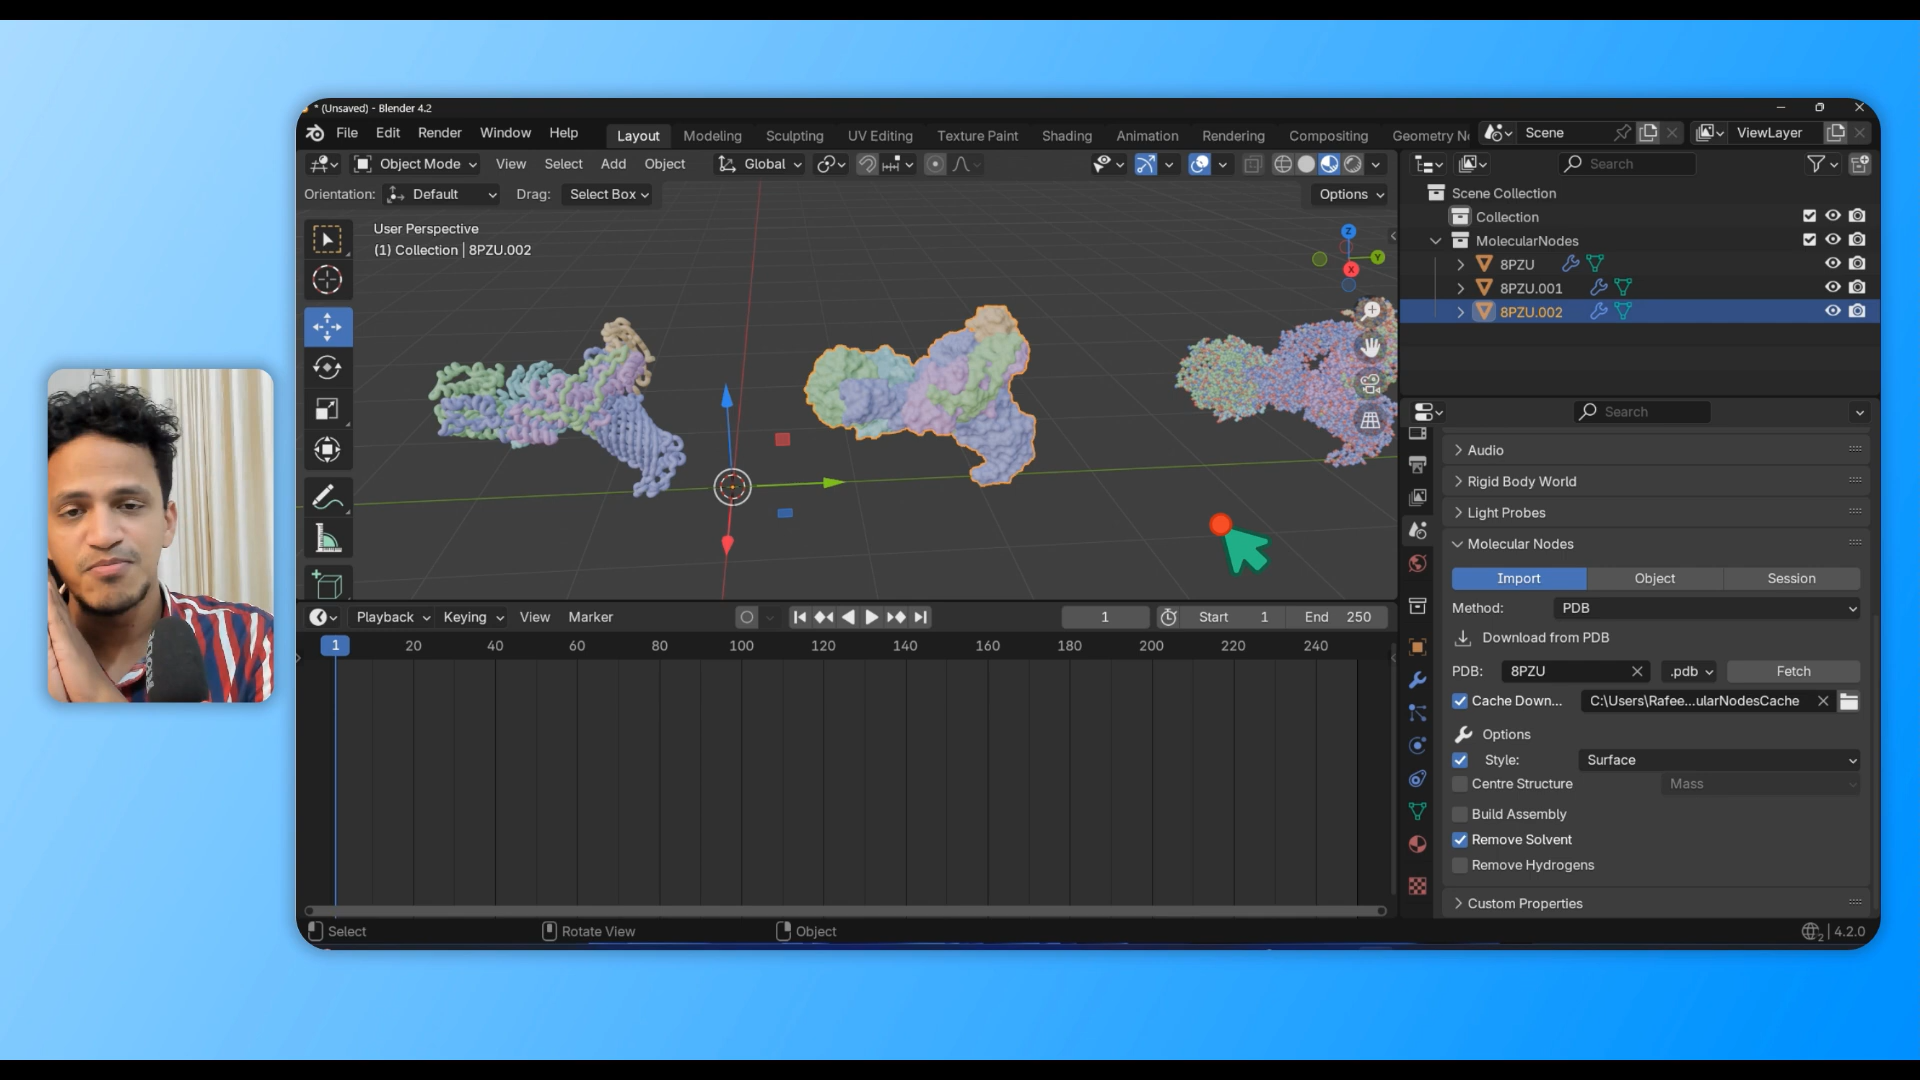 * (Unsaved) - Blender 4.2
File Edit Render Window Help Layout Modeling Sculpting UV Editing Texture Paint Shading Animation Rendering Compositing Geometry N Scene ViewLayer
Object Mode View Select Add Object Global Search
Orientation: Default Drag: Select Box Options
Scene Collection
Collection
MolecularNodes
8PZU
8PZU.001
8PZU.002
User Perspective
(1) Collection | 8PZU.002
Z
Y
X
Search
Audio
Rigid Body World
Light Probes
Molecular Nodes
Import Object Session
Method: PDB
Download from PDB
PDB: 8PZU .pdb Fetch
Cache Down... C:\Users\Rafee...ularNodesCache
Options
Style: Surface
Centre Structure Mass
Build Assembly
Remove Solvent
Remove Hydrogens
Custom Properties
Playback Keying View Marker 1 Start 1 End 250
1 20 40 60 80 100 120 140 160 180 200 220 240
Select Rotate View Object 2 | 4.2.0